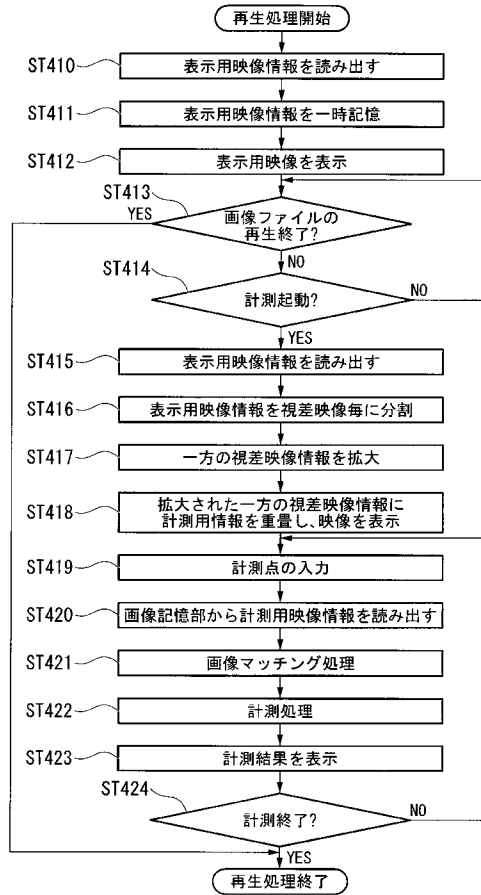 再生処理開始
ST410
表示用映像情報を読み出す
ST411
表示用映像情報を一時記憶
ST412
表示用映像を表示
ST413
YES
画像ファイルの
再生終了?
NO
ST414
計測起動?
NO
YES
ST415
表示用映像情報を読み出す
ST416
表示用映像情報を視差映像毎に分割
ST417
一方の視差映像情報を拡大
ST418
拡大された一方の視差映像情報に
計測用情報を重畳し、映像を表示
ST419
計測点の入力
ST420
画像記憶部から計測用映像情報を読み出す
ST421
画像マッチング処理
ST422
計測処理
ST423
計測結果を表示
ST424
計測終了?
NO
YES
再生処理終了